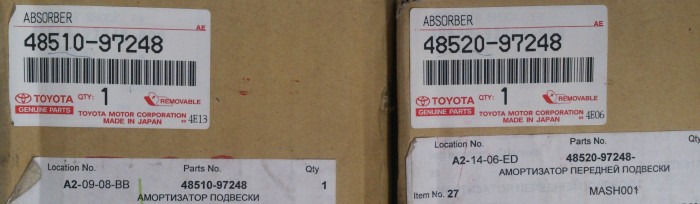 ABSORBER
AE
48510-97248
TOYOTA QTY: 1 REMOVABLE
GENUINE PARTS TOYOTA MOTOR CORPORATION
MADE IN JAPAN 4E13
Location No. Parts No. Qty
A2-09-08-BB 48510-97248 1
АМОРТИЗАТОР ПОДВЕСКИ
ABSORBER
AE
48520-97248
TOYOTA QTY: 1 REMOVABLE
GENUINE PARTS TOYOTA MOTOR CORPORATION
MADE IN JAPAN 4E06
Location No. Parts No. Qty
A2-14-06-ED 48520-97248-
АМОРТИЗАТОР ПЕРЕДНЕЙ ПОДВЕСКИ
Item No. 27 MASH001